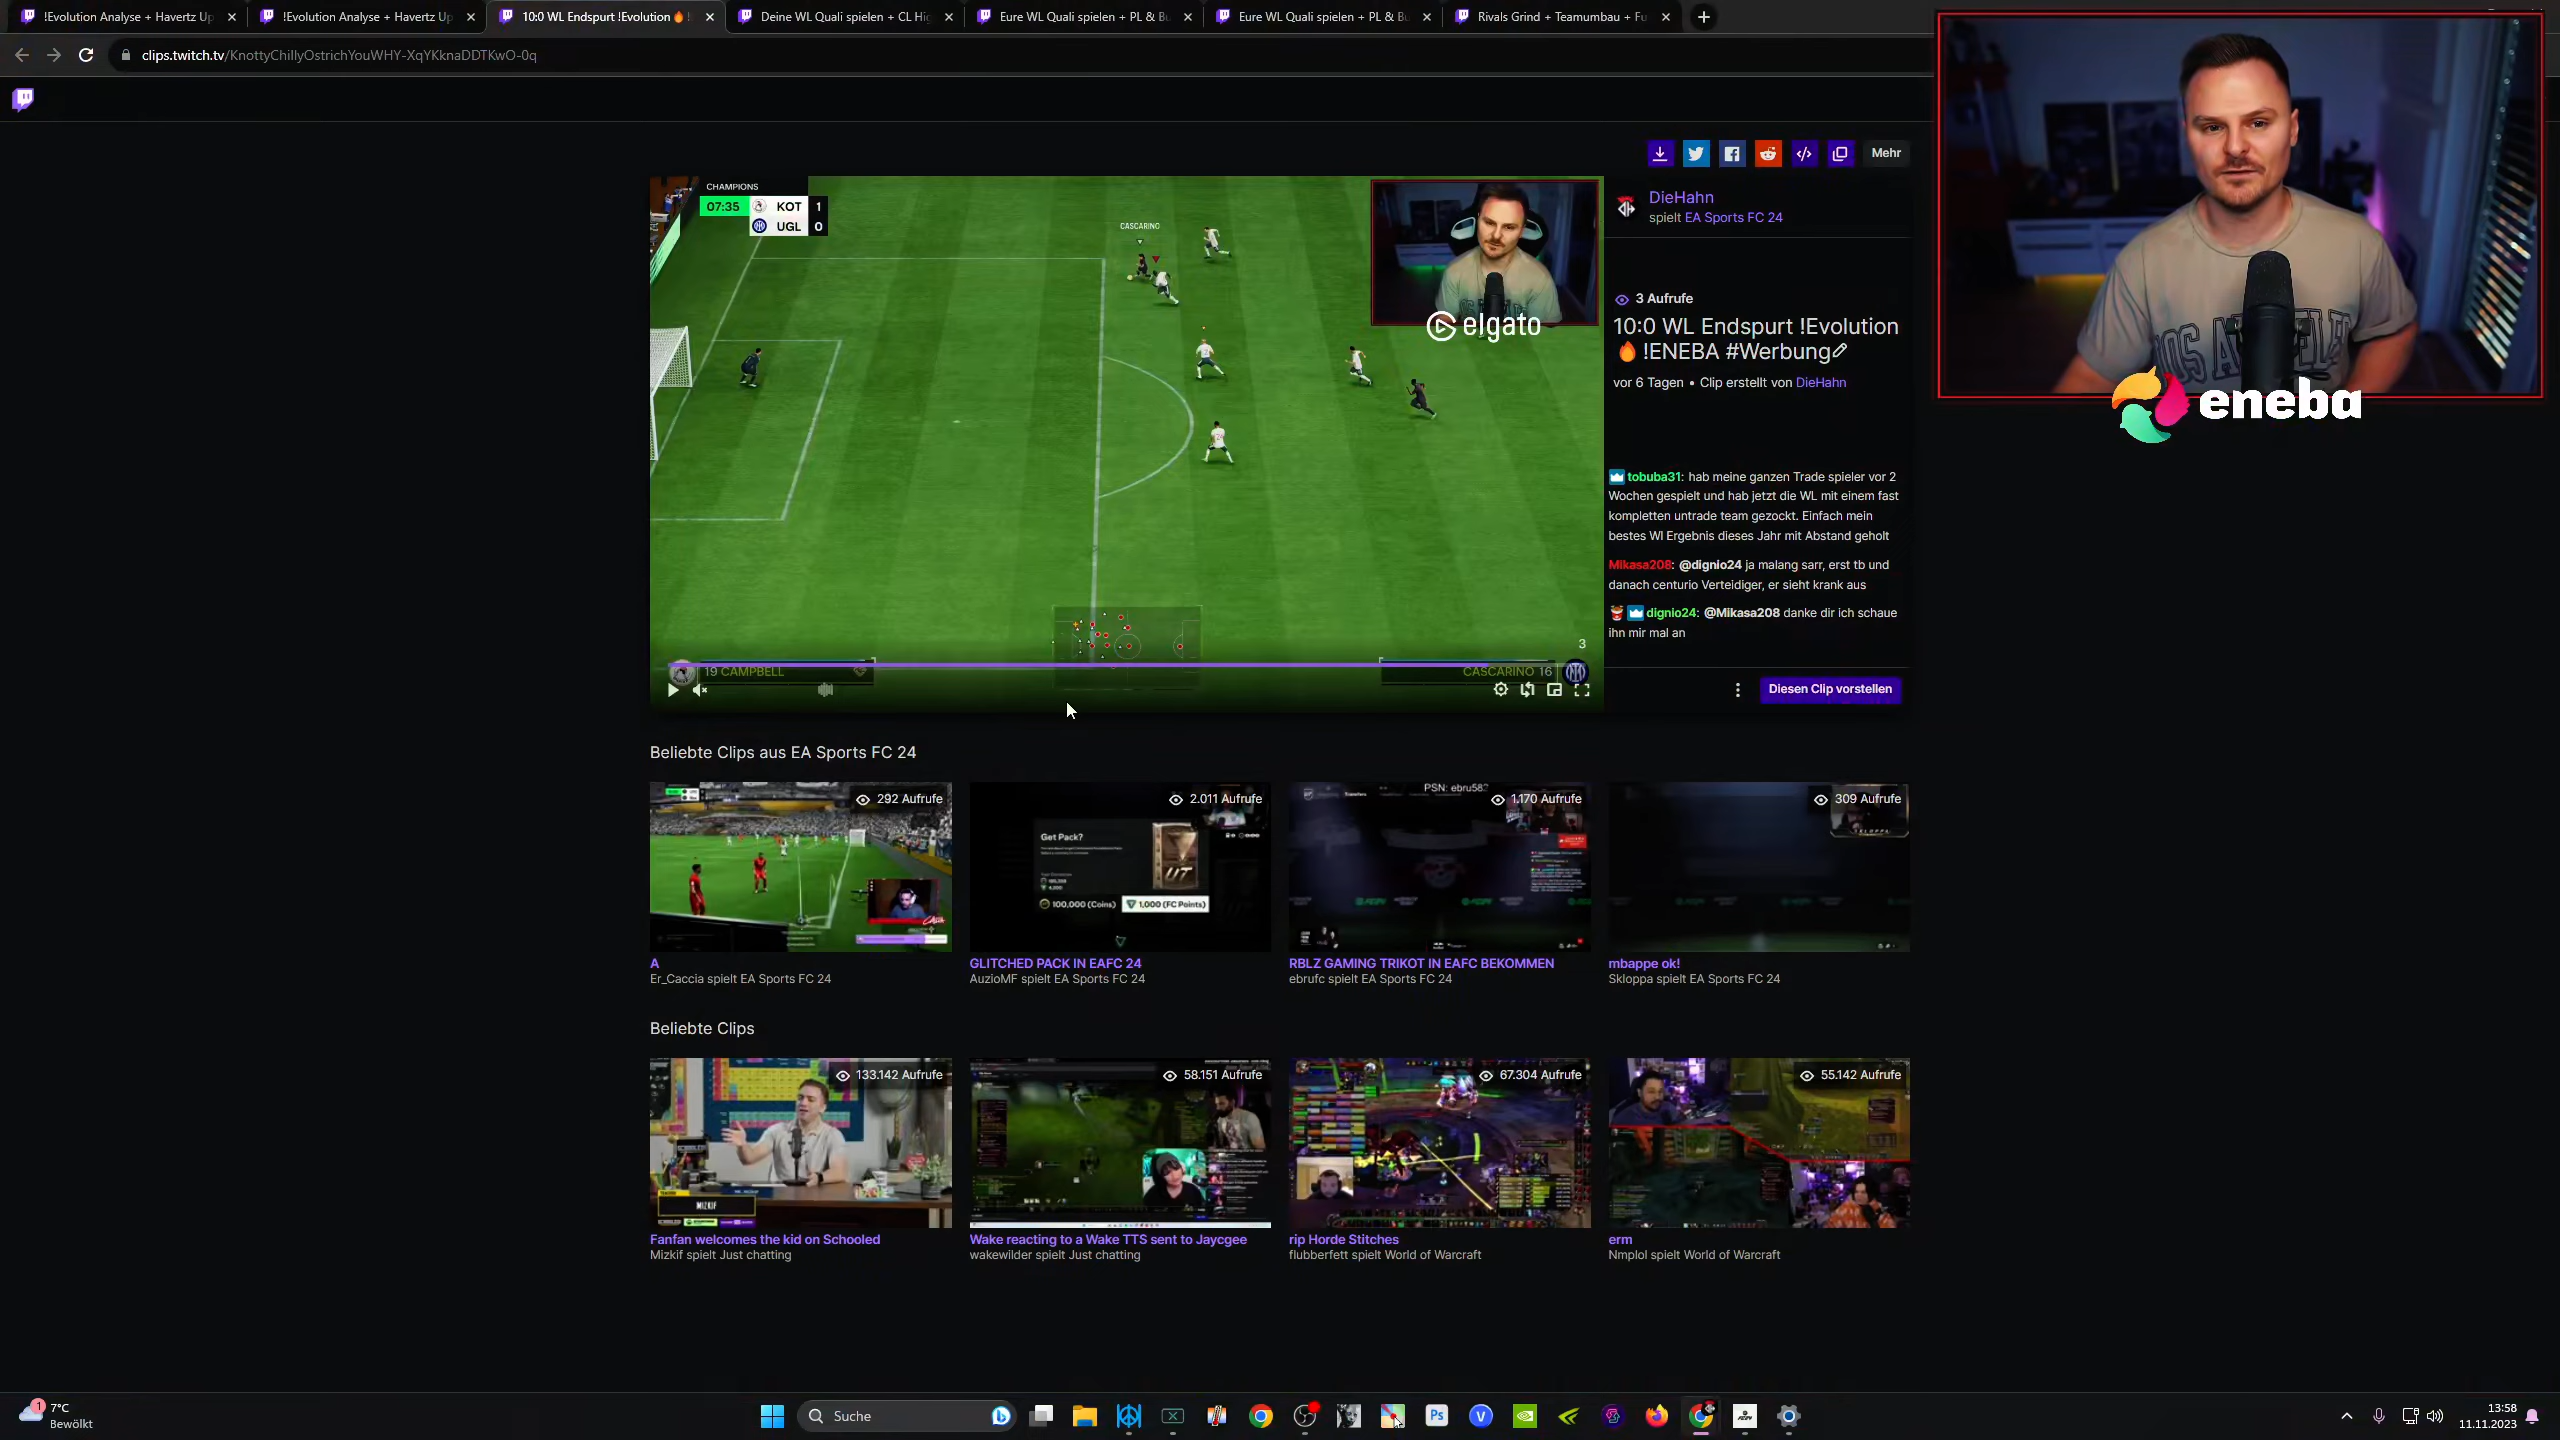 !Evolution Analyse + Havertz Up
!Evolution Analyse + Havertz Up
10:0 WL Endspurt !Evolution 🔥 !
Deine WL Quali spielen + CL Hig
Eure WL Quali spielen + PL & Bu
Eure WL Quali spielen + PL & Bu
Rivals Grind + Teamumbau + Fu
clips.twitch.tv/KnottyChillyOstrichYouWHY-XqYKknaDDTKwO-0q
Mehr
CHAMPIONS
07:35 KOT 1
UGL 0
CASCARINO
elgato
19 CAMPBELL
CASCARINO 16
3
DieHahn
spielt EA Sports FC 24
3 Aufrufe
10:0 WL Endspurt !Evolution
🔥 !ENEBA #Werbung
vor 6 Tagen • Clip erstellt von DieHahn
tobuba31: hab meine ganzen Trade spieler vor 2
Wochen gespielt und hab jetzt die WL mit einem fast
kompletten untrade team gezockt. Einfach mein
bestes Wl Ergebnis dieses Jahr mit Abstand geholt
Mikasa208: @dignio24 ja malang sarr, erst tb und
danach centurio Verteidiger, er sieht krank aus
dignio24: @Mikasa208 danke dir ich schaue
ihn mir mal an
Diesen Clip vorstellen
eneba
Beliebte Clips aus EA Sports FC 24
292 Aufrufe
A
Er_Caccia spielt EA Sports FC 24
2.011 Aufrufe
Get Pack?
UT
100,000 (Coins)
1,000 (FC Points)
GLITCHED PACK IN EAFC 24
AuzioMF spielt EA Sports FC 24
PSN: ebru58
1.170 Aufrufe
RBLZ GAMING TRIKOT IN EAFC BEKOMMEN
ebrufc spielt EA Sports FC 24
309 Aufrufe
SKLOPPA
mbappe ok!
Skloppa spielt EA Sports FC 24
Beliebte Clips
133.142 Aufrufe
MIZKIF
Fanfan welcomes the kid on Schooled
Mizkif spielt Just chatting
58.151 Aufrufe
Wake reacting to a Wake TTS sent to Jaycgee
wakewilder spielt Just chatting
67.304 Aufrufe
rip Horde Stitches
flubberfett spielt World of Warcraft
55.142 Aufrufe
erm
Nmplol spielt World of Warcraft
1
7°C
Bewölkt
Suche
Ps
V
13:58
11.11.2023